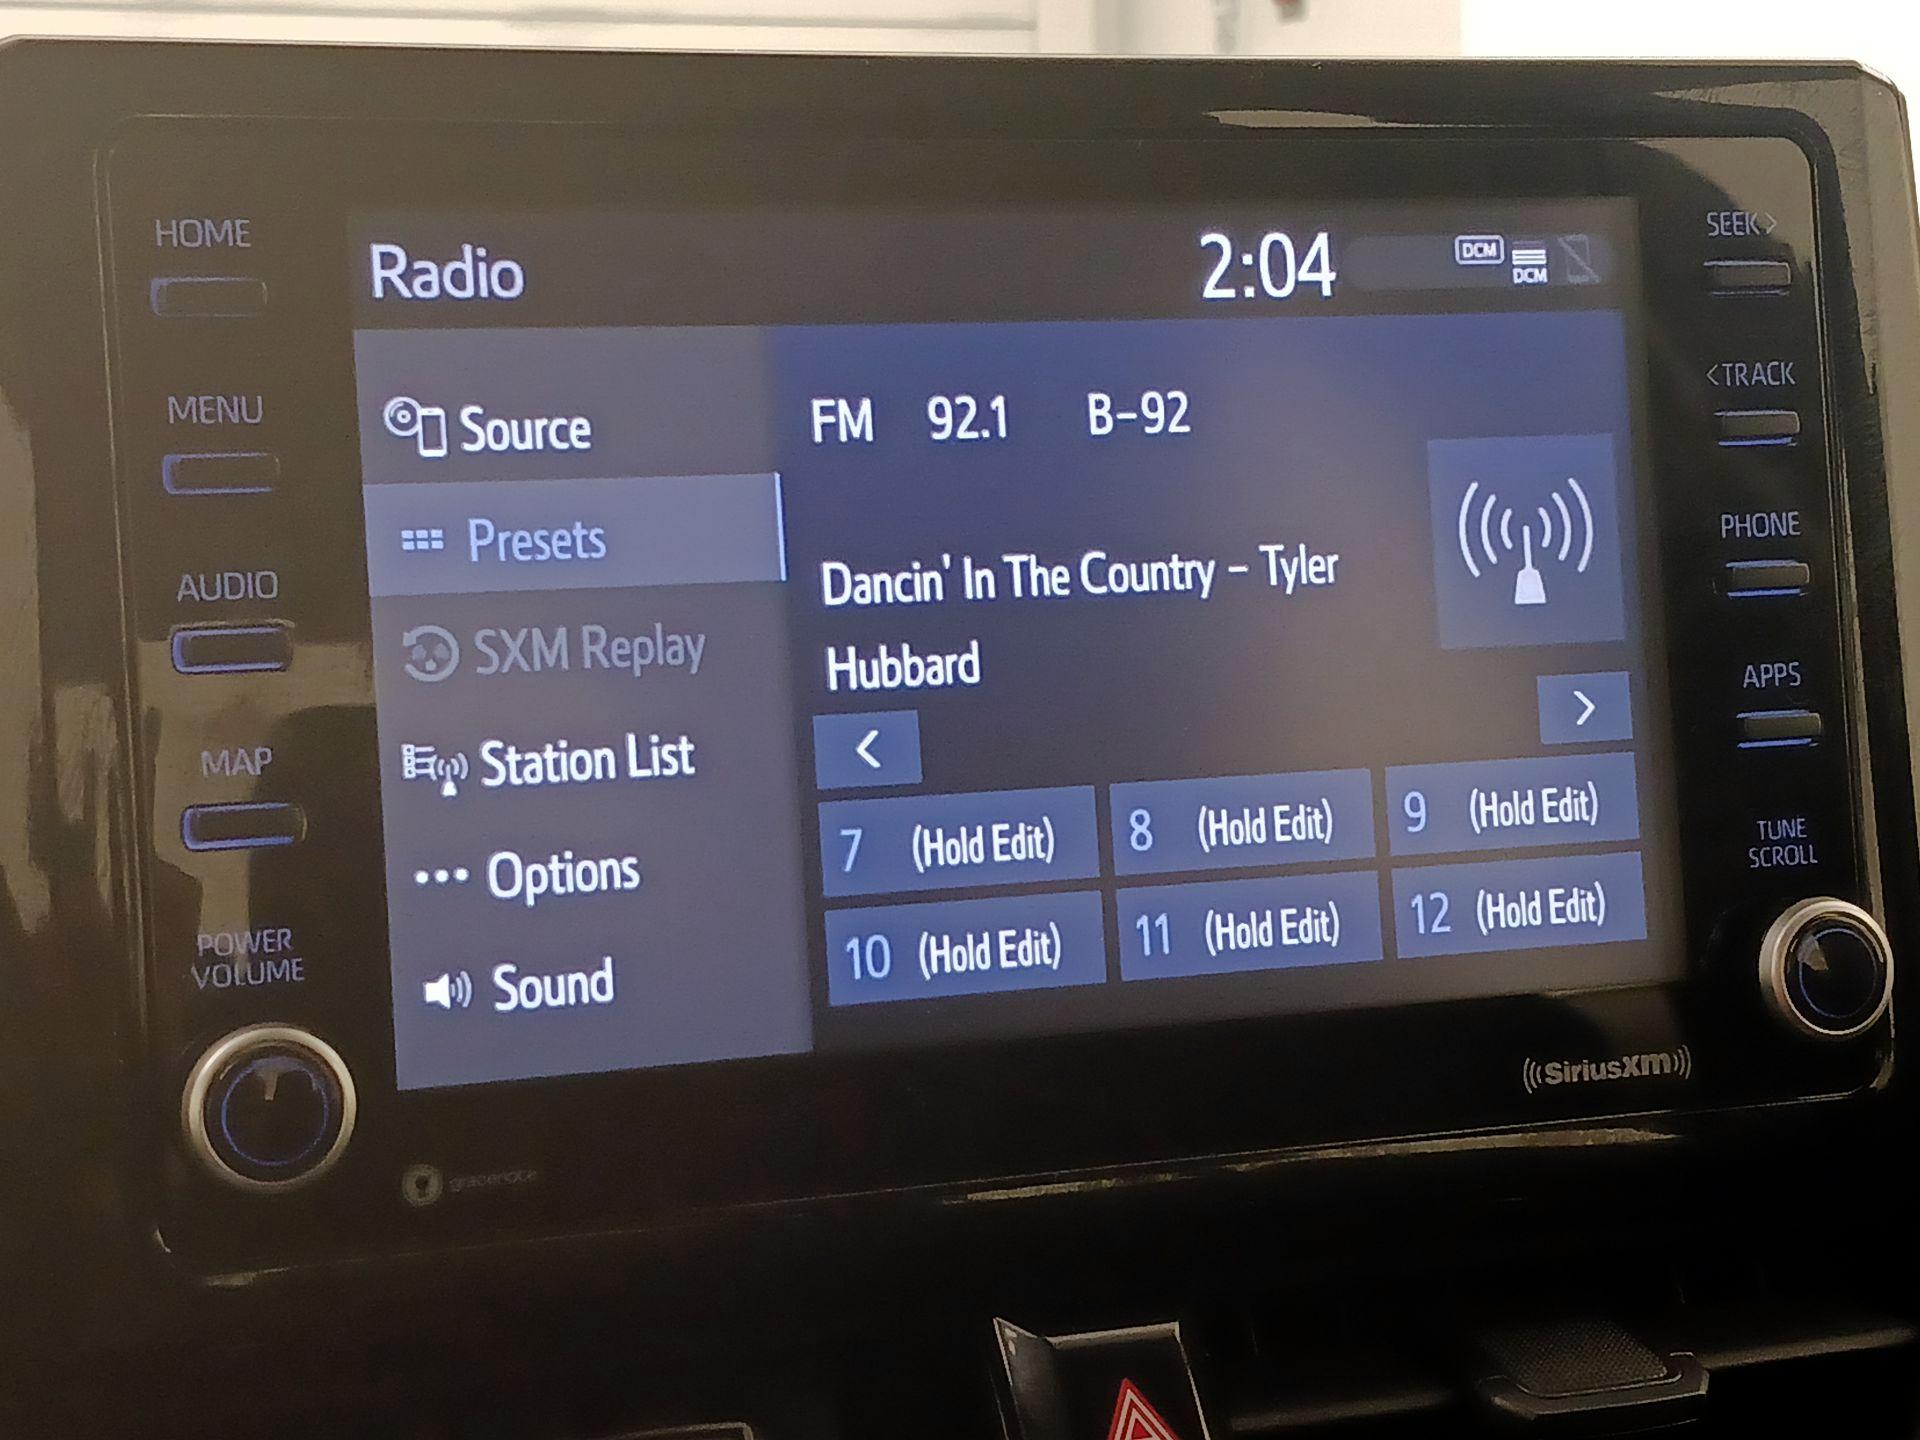 HOME
MENU
AUDIO
MAP
POWER
VOLUME
Radio
2:04
DCM
DCM
Source
Presets
SXM Replay
Station List
Options
Sound
FM 92.1 B-92
Dancin' In The Country - Tyler
Hubbard
<
>
7 (Hold Edit)
8 (Hold Edit)
9 (Hold Edit)
10 (Hold Edit)
11 (Hold Edit)
12 (Hold Edit)
SEEK>
<TRACK
PHONE
APPS
TUNE
SCROLL
SiriusXM
gracenote